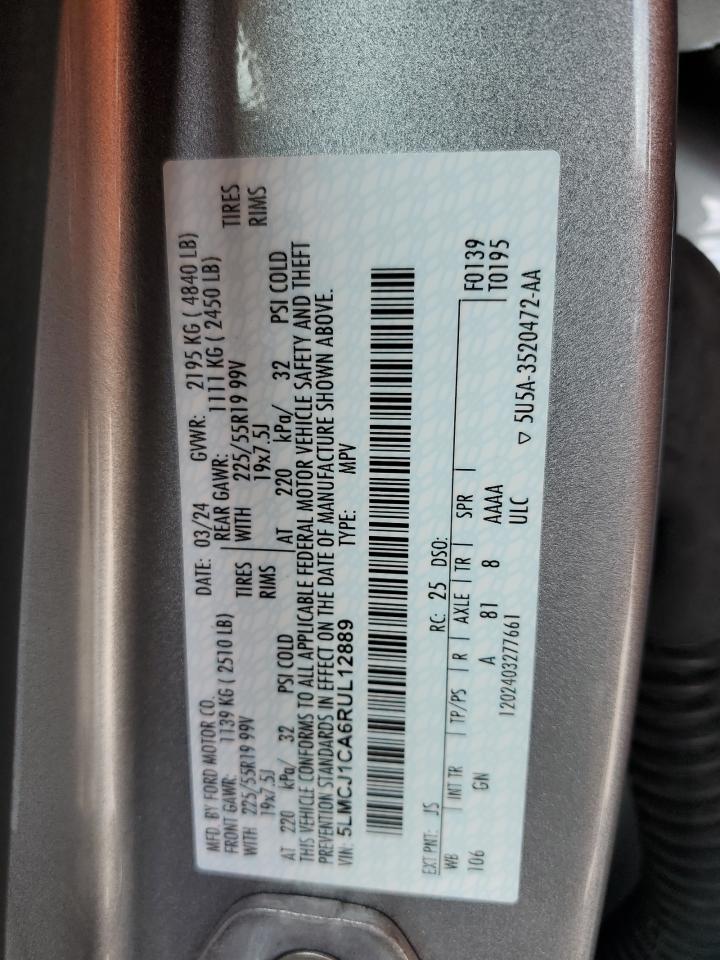 MFD. BY FORD MOTOR CO.
DATE: 03/24 GVWR: 2195 KG ( 4840 LB)
FRONT GAWR: 1139 KG ( 2510 LB) REAR GAWR: 1111 KG ( 2450 LB)
WITH 225/55R19 99V TIRES WITH 225/55R19 99V TIRES
19x7.5J RIMS 19x7.5J RIMS
AT 220 kPa/ 32 PSI COLD AT 220 kPa/ 32 PSI COLD
THIS VEHICLE CONFORMS TO ALL APPLICABLE FEDERAL MOTOR VEHICLE SAFETY AND THEFT
PREVENTION STANDARDS IN EFFECT ON THE DATE OF MANUFACTURE SHOWN ABOVE.
VIN: 5LMCJ1CA6RUL12889 TYPE: MPV
EXT PNT: JS RC: 25 DSO: F0139
WB INT TR TP/PS R AXLE TR SPR T0195
106 GN A 81 8 AAAA
1202403277661 ULC ▽ 5U5A-3520472-AA